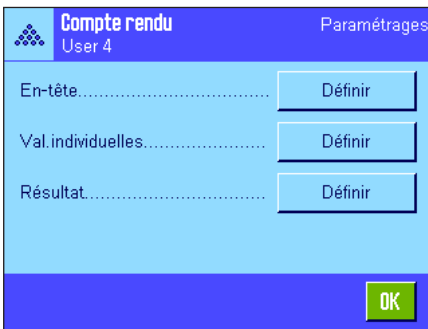 Compte rendu Paramétrages
User 4
En-tête.................................... Définir
Val.individuelles....................... Définir
Résultat.................................. Définir
OK